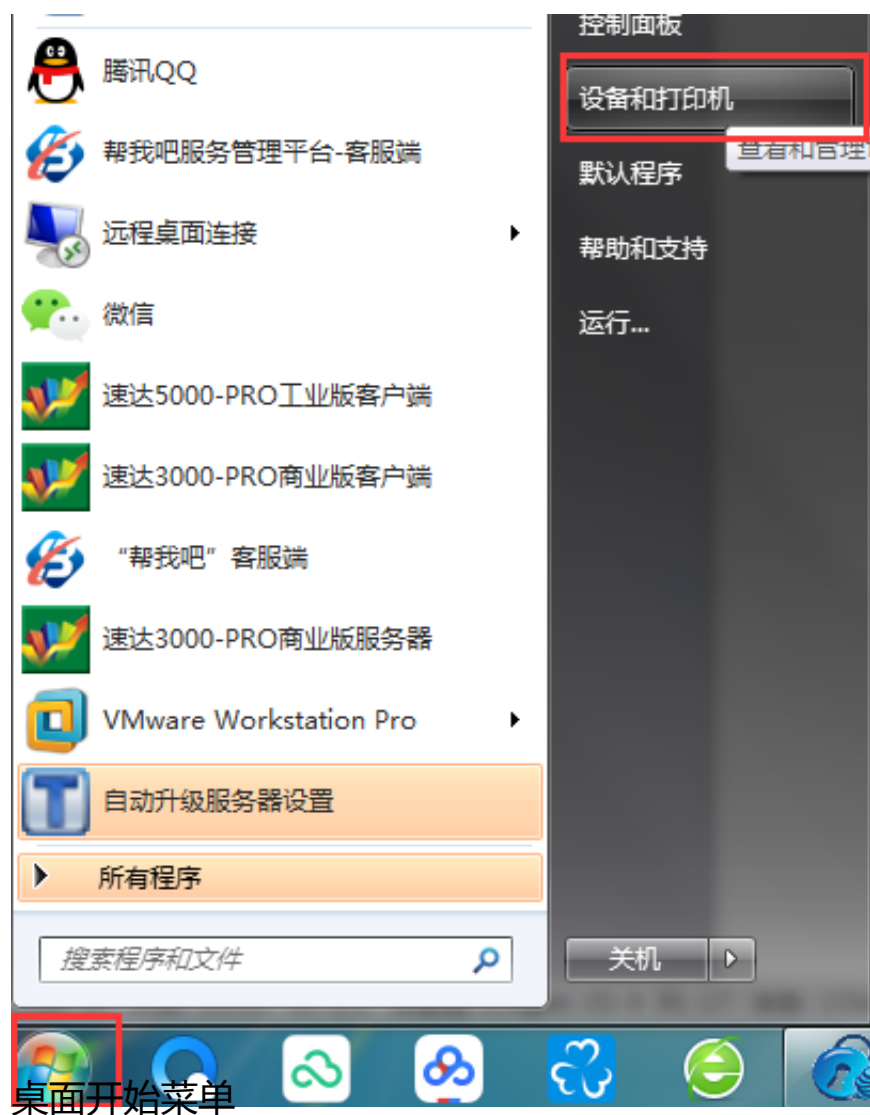 腾讯QQ
帮我吧服务管理平台-客服端
远程桌面连接
微信
速达5000-PRO工业版客户端
速达3000-PRO商业版客户端
“帮我吧”客服端
速达3000-PRO商业版服务器
VMware Workstation Pro
自动升级服务器设置
所有程序
搜索程序和文件
控制面板
设备和打印机
查看和管理
默认程序
帮助和支持
运行...
关机
桌面开始菜单